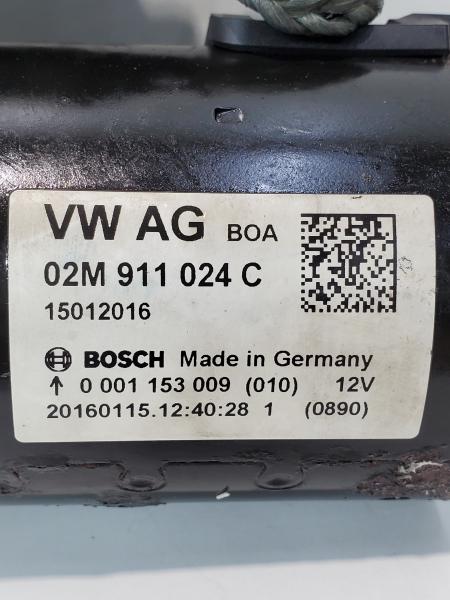 VW AG BOA
02M 911 024 C
15012016
BOSCH Made in Germany
↑ 0 001 153 009 (010) 12V
20160115.12:40:28 1 (0890)